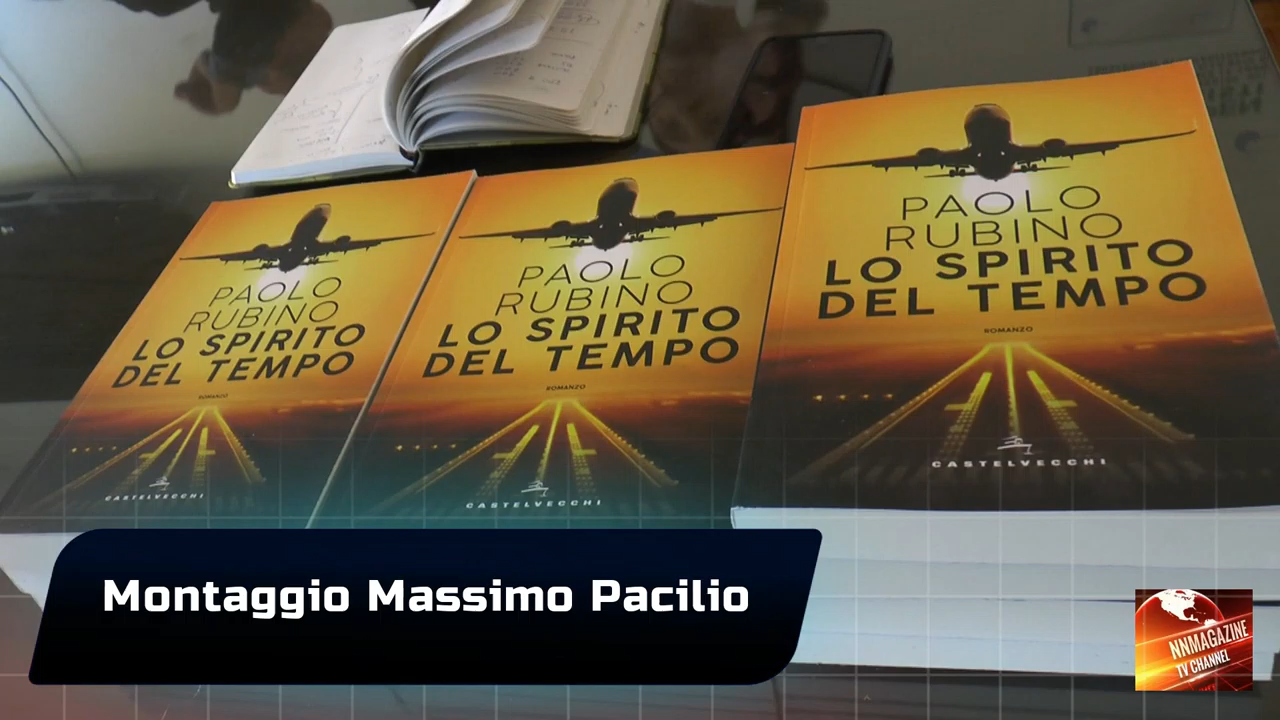 PAOLO
RUBINO
LO SPIRITO
DEL TEMPO
ROMANZO
CASTELVECCHI
PAOLO
RUBINO
LO SPIRITO
DEL TEMPO
ROMANZO
CASTELVECCHI
PAOLO
RUBINO
LO SPIRITO
DEL TEMPO
ROMANZO
CASTELVECCHI
Montaggio Massimo Pacilio
NNMAGAZINE
TV CHANNEL